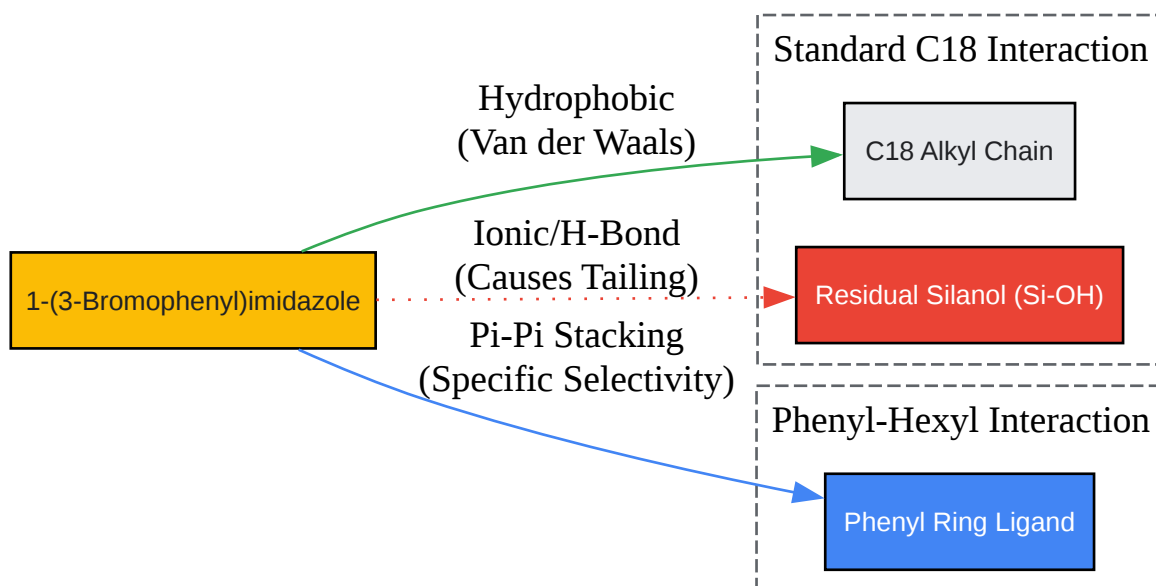 Standard C18 Interaction
Hydrophobic
(Van der Waals)
C18 Alkyl Chain
1-(3-Bromophenyl)imidazole
Ionic/H-Bond
(Causes Tailing)
Residual Silanol (Si-OH)
Pi-Pi Stacking
(Specific Selectivity)
Phenyl-Hexyl Interaction
Phenyl Ring Ligand